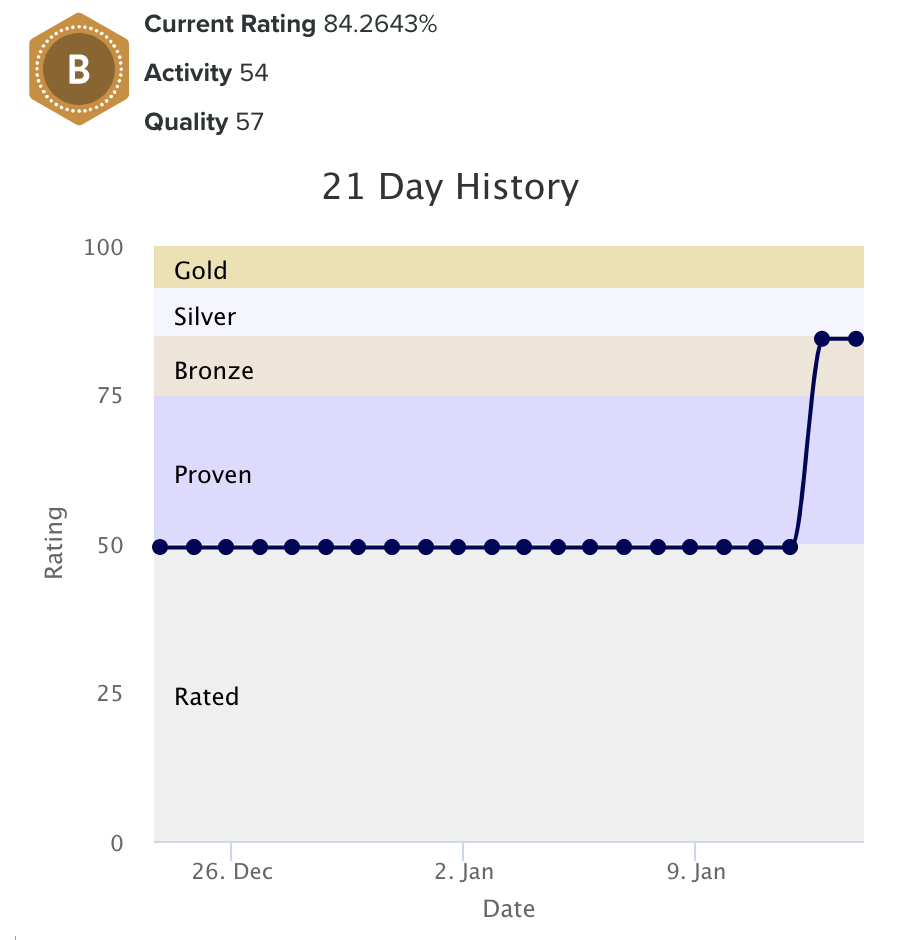 B
Current Rating 84.2643%
Activity 54
Quality 57
21 Day History
100
Gold
Silver
Bronze
75
Proven
50
Rating
25
Rated
0
26. Dec
2. Jan
9. Jan
Date